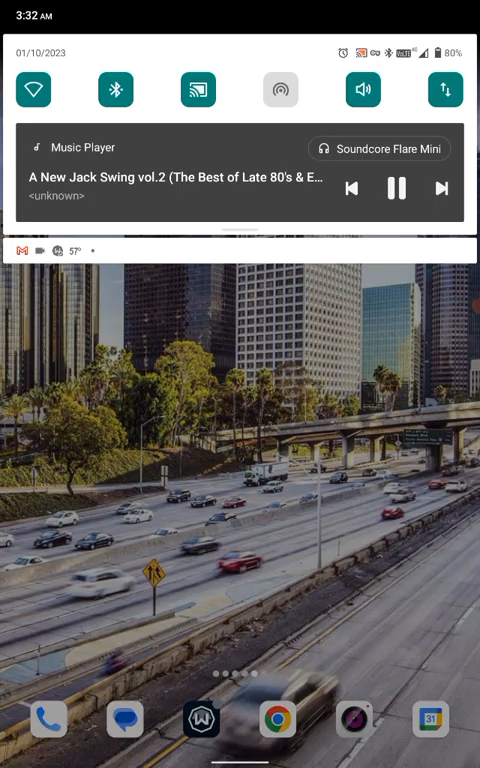 3:32 AM
01/10/2023
80%
Music Player
Soundcore Flare Mini
A New Jack Swing vol.2 (The Best of Late 80's & E...
<unknown>
57°
31